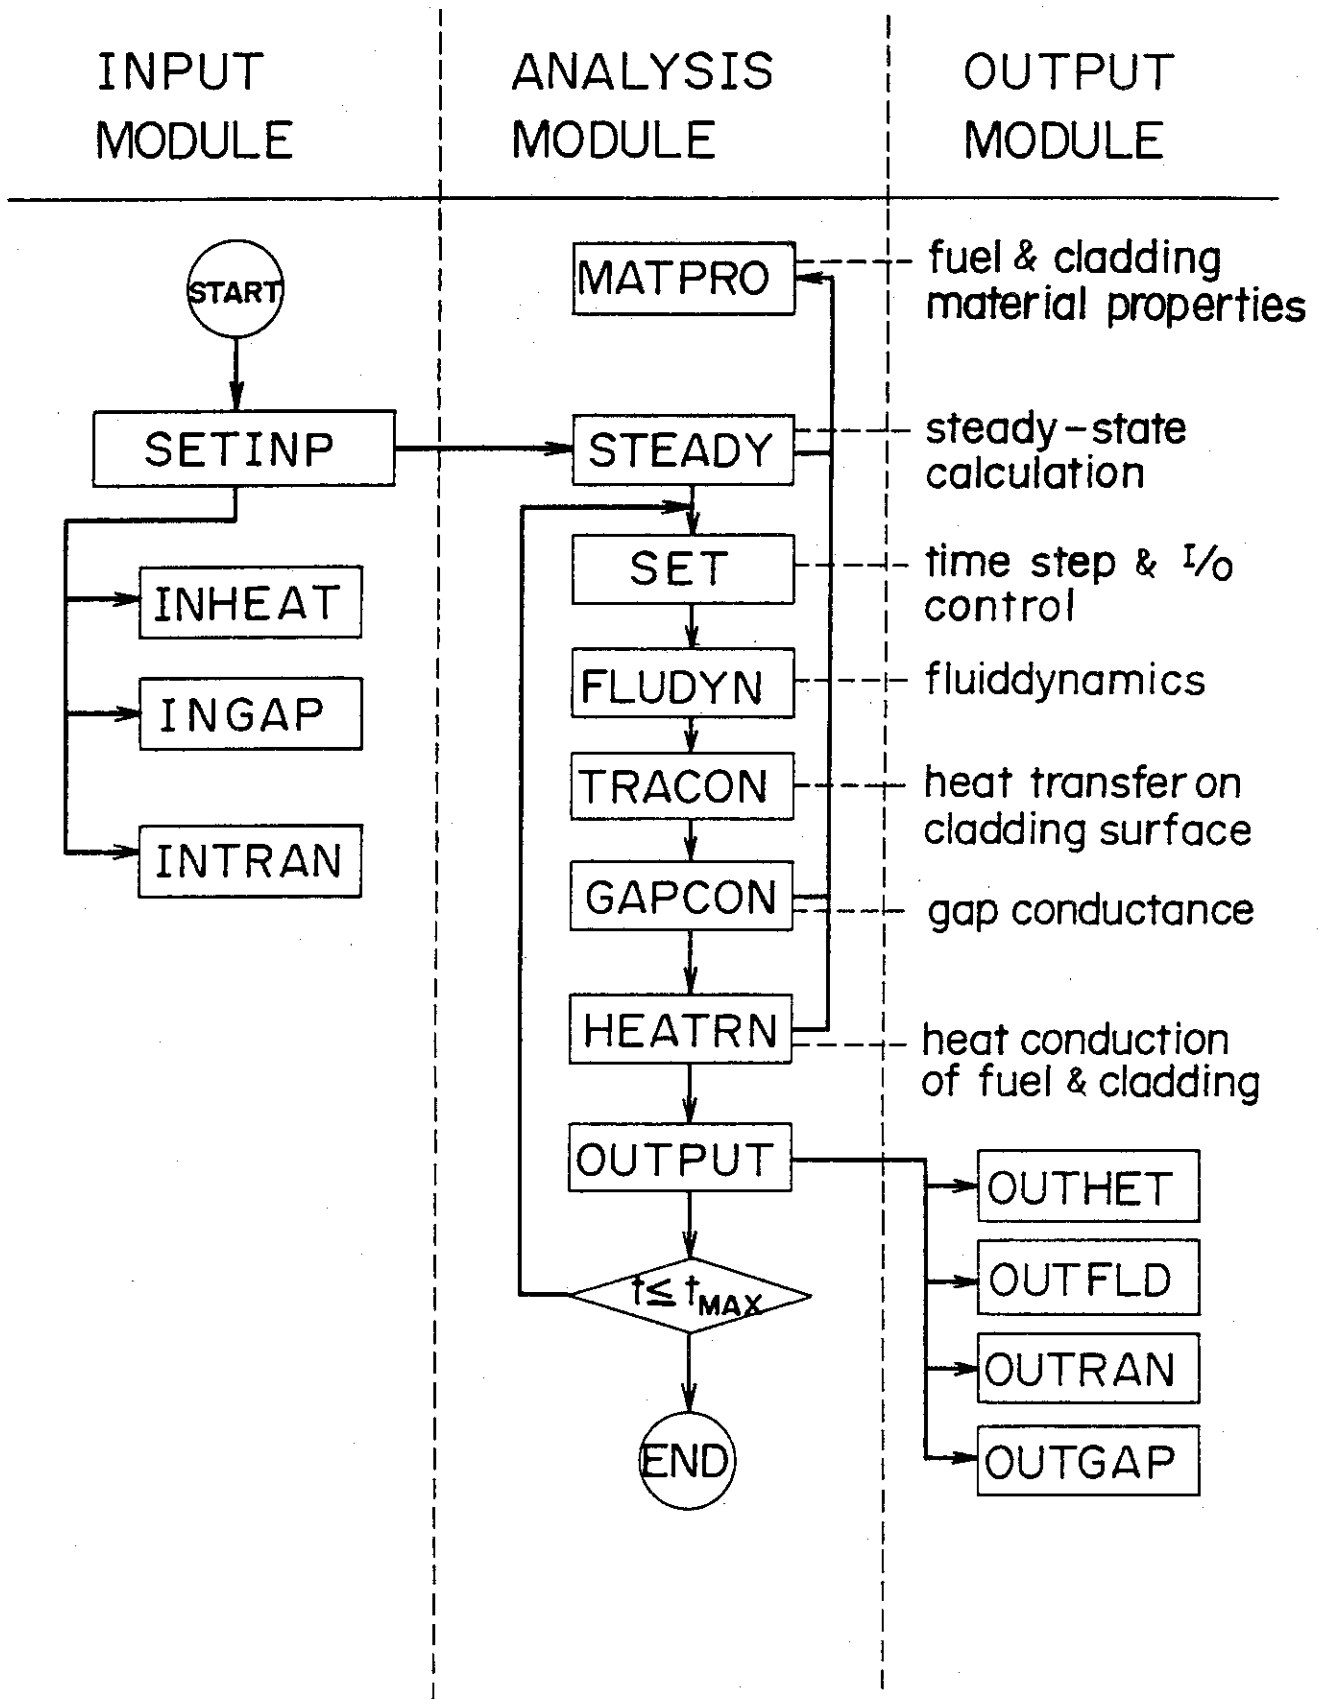 INPUT
MODULE
ANALYSIS
MODULE
OUTPUT
MODULE
START
SETINP
INHEAT
INGAP
INTRAN
MATPRO
fuel & cladding
material properties
STEADY
steady-state
calculation
SET
time step & I/O
control
FLUDYN
fluiddynamics
TRACON
heat transfer on
cladding surface
GAPCON
gap conductance
HEATRN
heat conduction
of fuel & cladding
OUTPUT
t ≤ tMAX
END
OUTHET
OUTFLD
OUTRAN
OUTGAP